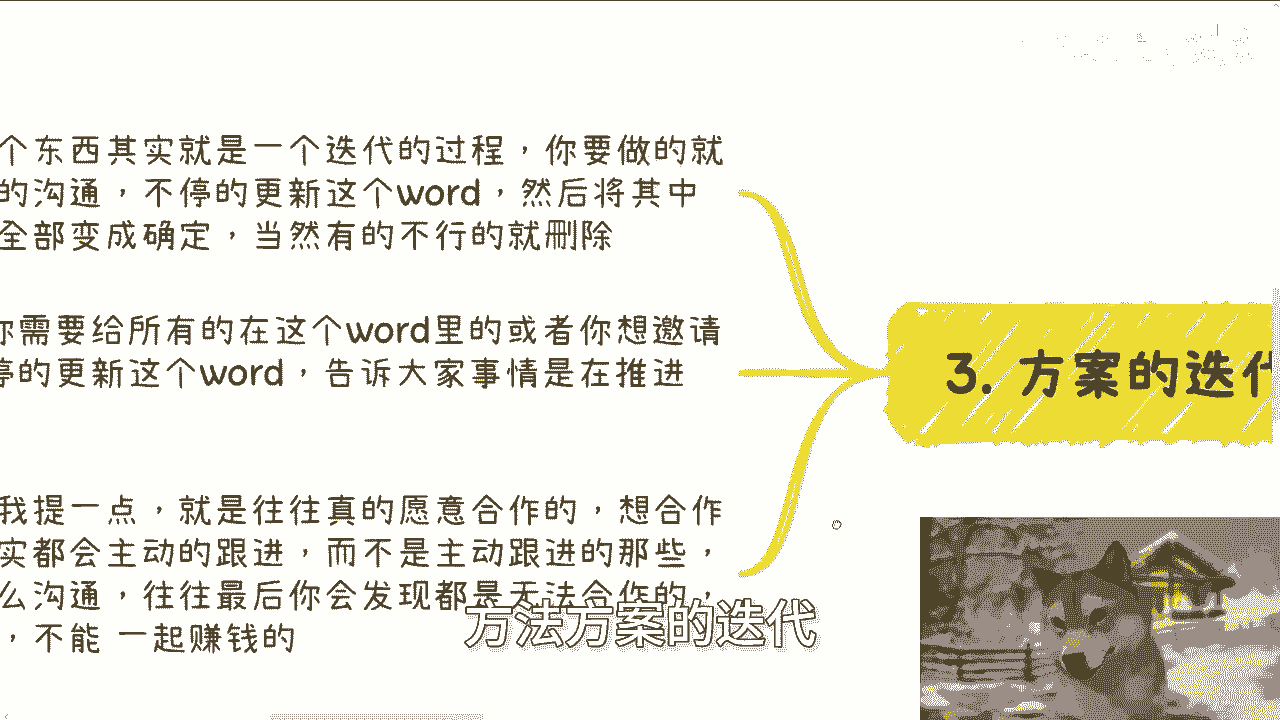 个东西其实就是一个迭代的过程，你要做的就
的沟通，不停的更新这个word，然后将其中
全部变成确定，当然有的不行的就删除
你需要给所有的在这个word里的或者你想邀请
停的更新这个word，告诉大家事情是在推进
我提一点，就是往往真的愿意合作的，想合作
实都会主动的跟进，而不是主动跟进的那些，
么沟通，往往最后你会发现都是无法合作的，
，不能 一起赚钱的
3. 方案的迭代
方法方案的迭代